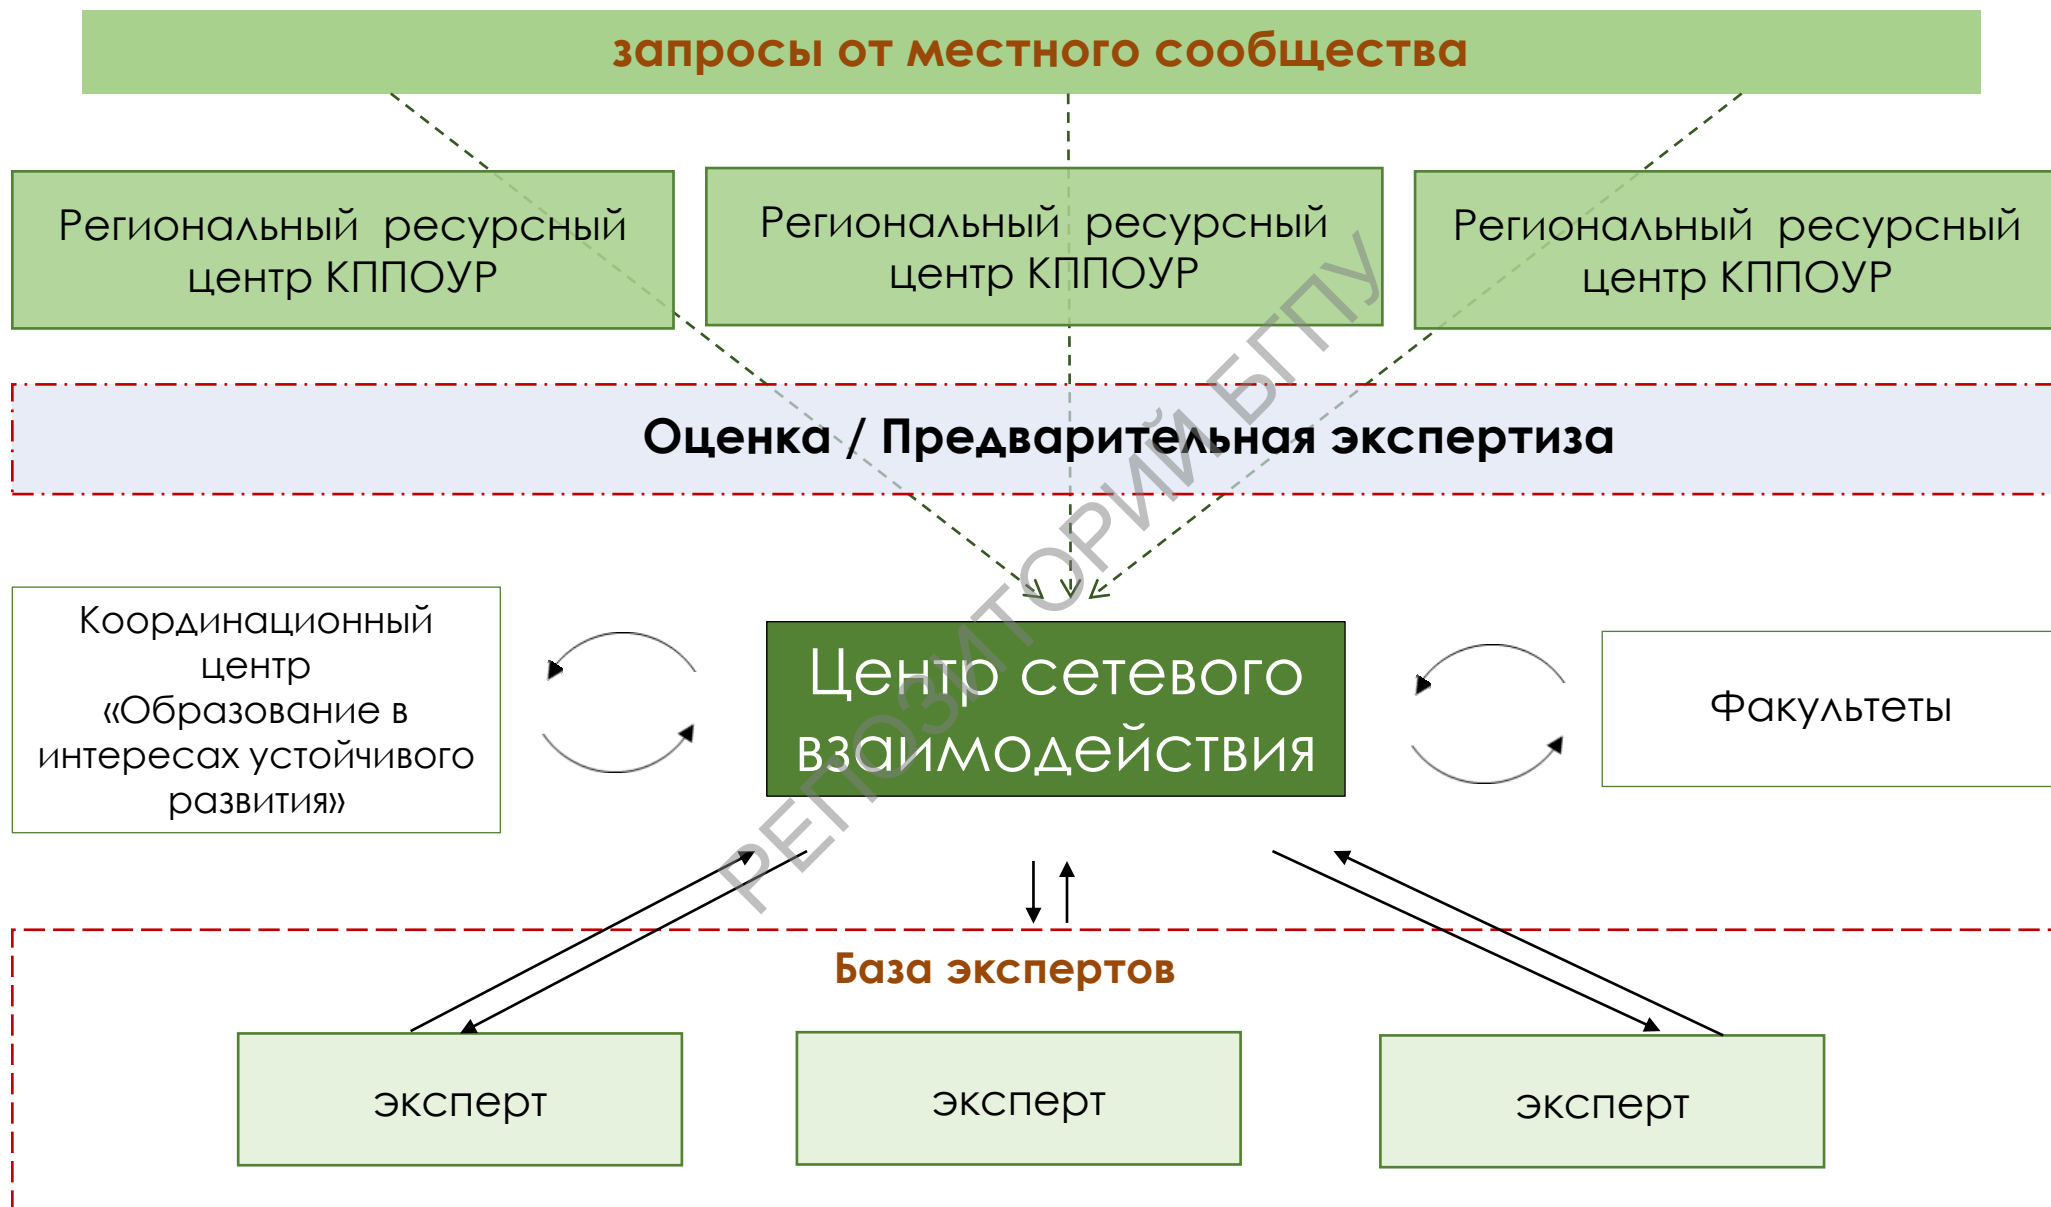 запросы от местного сообщества
Региональный ресурсный
центр КППОУР
Региональный ресурсный
центр КППОУР
Региональный ресурсный
центр КППОУР
Оценка / Предварительная экспертиза
Координационный
центр
«Образование в
интересах устойчивого
развития»
Центр сетевого
взаимодействия
Факультеты
База экспертов
эксперт
эксперт
эксперт
РЕПОЗИТОРИЙ БГПУ